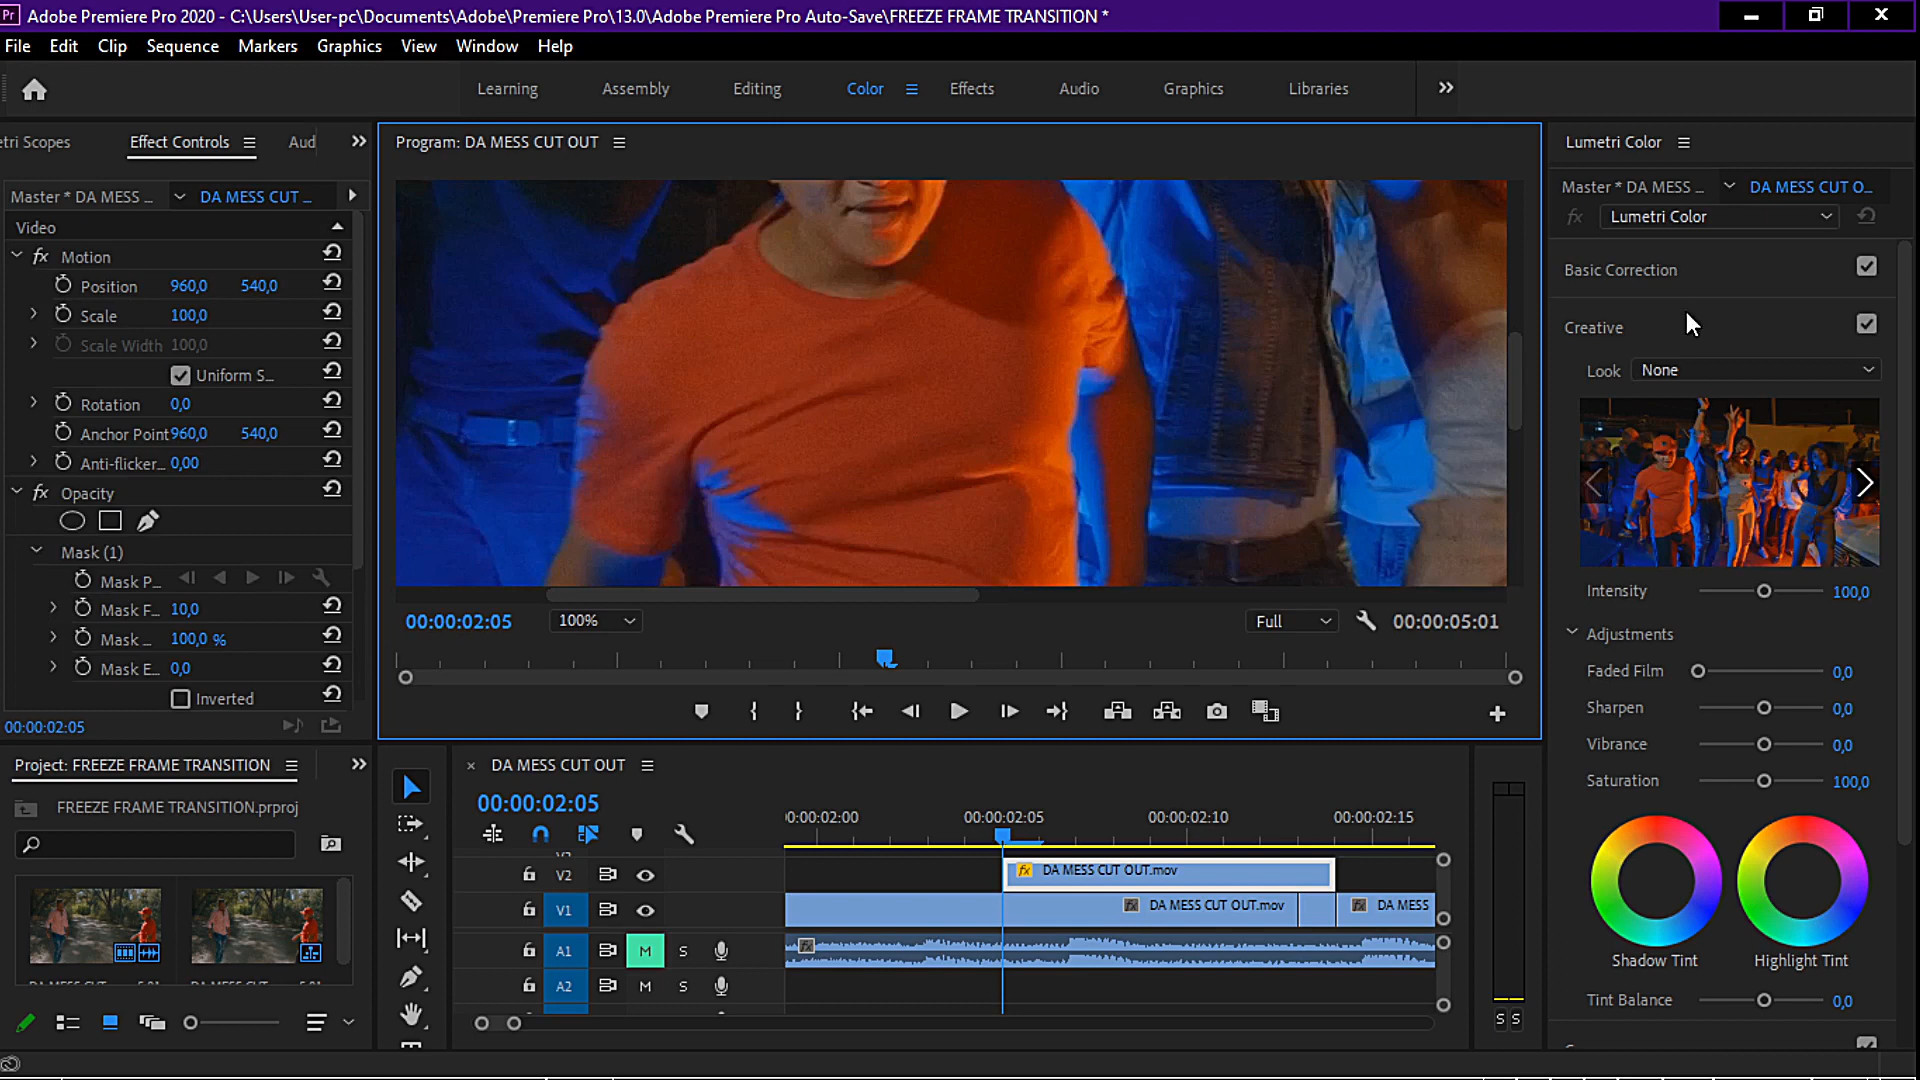 Pr Adobe Premiere Pro 2020 - C:\Users\User-pc\Documents\Adobe\Premiere Pro\13.0\Adobe Premiere Pro Auto-Save\FREEZE FRAME TRANSITION *
File Edit Clip Sequence Markers Graphics View Window Help
Learning Assembly Editing Color Effects Audio Graphics Libraries
etri Scopes Effect Controls Aud
Program: DA MESS CUT OUT
Lumetri Color
Master * DA MESS ... DA MESS CUT ...
Master * DA MESS ... DA MESS CUT O...
fx Lumetri Color
Video
fx Motion
Position 960,0 540,0
Scale 100,0
Scale Width 100,0
Uniform S...
Rotation 0,0
Anchor Point 960,0 540,0
Anti-flicker... 0,00
fx Opacity
Mask (1)
Mask P...
Mask F... 10,0
Mask ... 100,0 %
Mask E... 0,0
Inverted
00:00:02:05
Basic Correction
Creative
Look None
Intensity 100,0
Adjustments
Faded Film 0,0
Sharpen 0,0
Vibrance 0,0
Saturation 100,0
Shadow Tint Highlight Tint
Tint Balance 0,0
00:00:02:05 100% Full 00:00:05:01
Project: FREEZE FRAME TRANSITION
FREEZE FRAME TRANSITION.prproj
× DA MESS CUT OUT
00:00:02:05
00:00:02:00 00:00:02:05 00:00:02:10 00:00:02:15
V2 fx DA MESS CUT OUT.mov
V1 fx DA MESS CUT OUT.mov fx DA MESS
A1 M S fx
A2 M S
S S